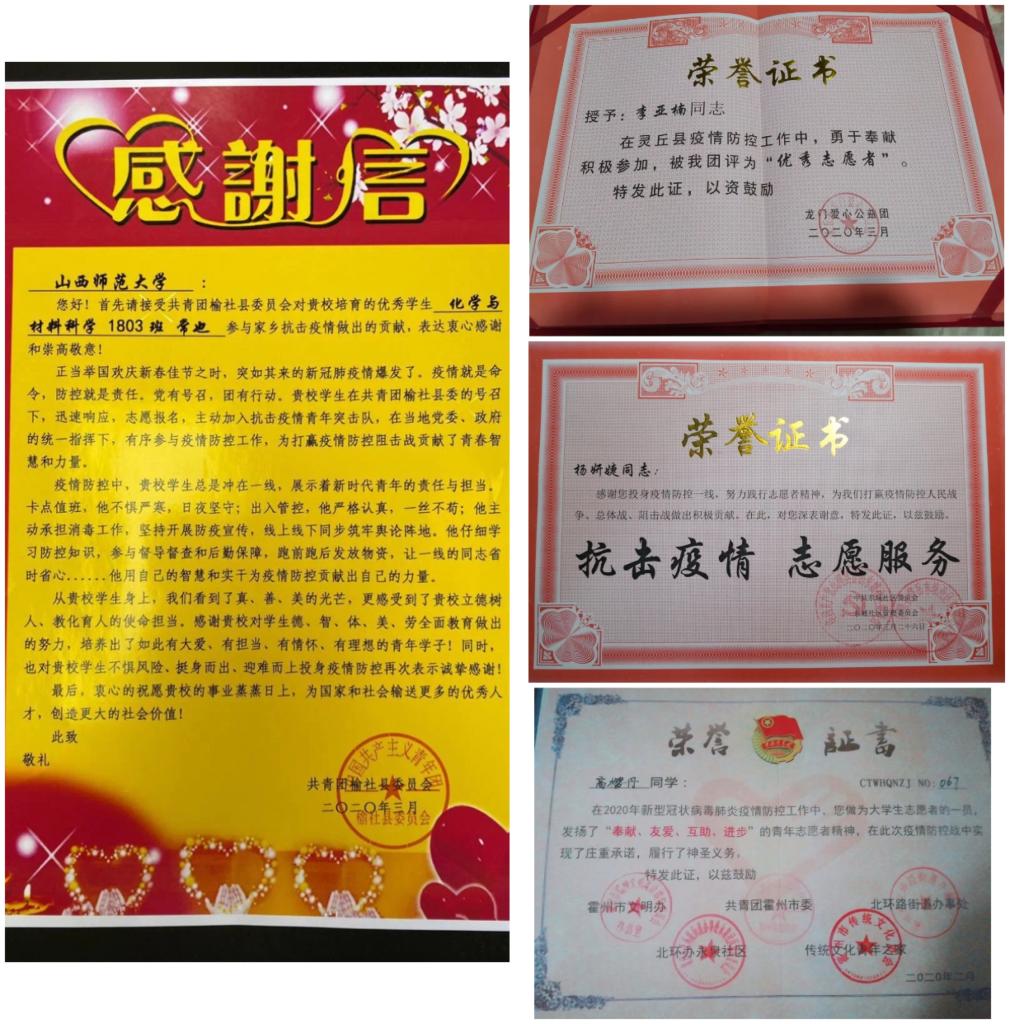 感謝信
山西师范大学：
您好！首先请接受共青团榆社县委员会对贵校培育的优秀学生 化学与
材料科学 1803 班 常也 参与家乡抗击疫情做出的贡献，表达衷心感谢
和崇高敬意！
正当举国欢庆新春佳节之时，突如其来的新冠肺疫情爆发了。疫情就是命
令，防控就是责任。党有号召，团有行动。贵校学生在共青团榆社县委的号召
下，迅速响应，志愿报名，主动加入抗击疫情青年突击队，在当地党委、政府
的统一指挥下，有序参与疫情防控工作，为打赢疫情防控阻击战贡献了青春智
慧和力量。
疫情防控中，贵校学生总是冲在一线，展示着新时代青年的责任与担当。
卡点值班，他不惧严寒，日夜坚守；出入管控，他严格认真，一丝不苟；他主
动承担消毒工作，坚持开展防疫宣传，线上线下同步筑牢舆论阵地。他仔细学
习防控知识，参与督导督查和后勤保障，跑前跑后发放物资，让一线的同志省
时省心……他用自己的智慧和实干为疫情防控贡献出自己的力量。
从贵校学生身上，我们看到了真、善、美的光芒，更感受到了贵校立德树
人、教化育人的使命担当。感谢贵校对学生德、智、体、美、劳全面教育做出
的努力，培养出了如此有大爱、有担当、有情怀、有理想的青年学子！同时，
也对贵校学生不惧风险、挺身而出、迎难而上投身疫情防控再次表示诚挚感谢！
最后，衷心的祝愿贵校的事业蒸蒸日上，为国家和社会输送更多的优秀人
才，创造更大的社会价值！
此致
敬礼
共青团榆社县委员会
二〇二〇年三月
荣誉证书
授予：李亚楠同志
在灵丘县疫情防控工作中，勇于奉献
积极参加，被我团评为“优秀志愿者”。
特发此证，以资鼓励
龙门爱心公益团
二〇二〇年三月
荣誉证书
杨妍婕同志：
感谢您投身疫情防控一线，努力践行志愿者精神，为我们打赢疫情防控人民战
争、总体战、阻击战做出积极贡献。在此，对您深表谢意，特发此证，以兹鼓励。
抗击疫情 志愿服务
二〇二〇年三月二十六日
荣誉 証書
高熠丹 同学：
CTWHQNZJ NO: 067
在2020年新型冠状病毒肺炎疫情防控工作中，您做为大学生志愿者的一员，
发扬了“奉献、友爱、互助、进步”的青年志愿者精神，在此次疫情防控战中实
现了庄重承诺，履行了神圣义务。
特发此证，以兹鼓励
霍州市文明办 共青团霍州市委 北环路街道办事处
北环办永泉社区 传统文化青年之家
二〇二〇年二月